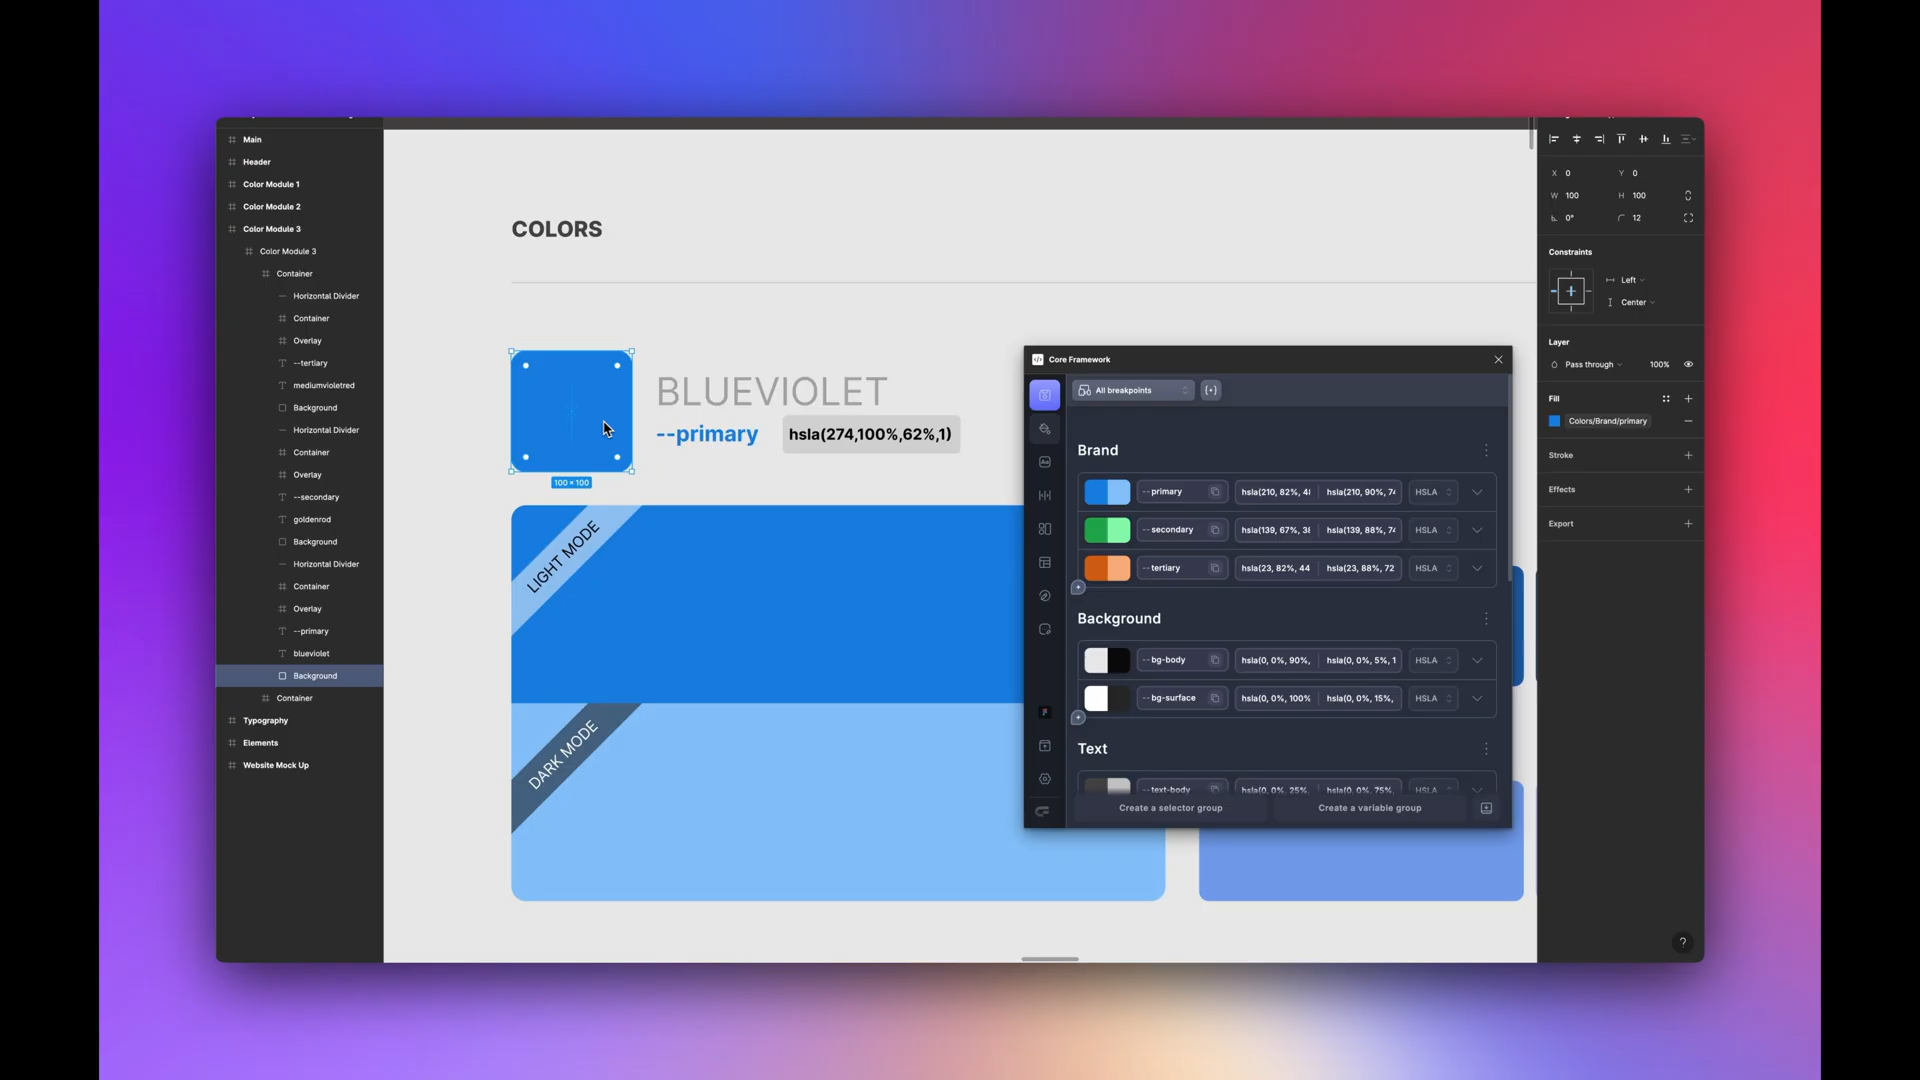 Main
Header
Color Module 1
Color Module 2
Color Module 3
Color Module 3
Container
Horizontal Divider
Container
Overlay
--tertiary
mediumvioletred
Background
Horizontal Divider
Container
Overlay
--secondary
goldenrod
Background
Horizontal Divider
Container
Overlay
--primary
blueviolet
Background
Container
Typography
Elements
Website Mock Up
COLORS
BLUEVIOLET
--primary hsla(274,100%,62%,1)
100 × 100
LIGHT MODE
DARK MODE
Core Framework
All breakpoints
Brand
--primary hsla(210, 82%, hsla(210, 90%, HSLA
--secondary hsla(139, 67%, hsla(139, 88%, HSLA
--tertiary hsla(23, 82%, 44 hsla(23, 88%, 72 HSLA
Background
--bg-body hsla(0, 0%, 90%, hsla(0, 0%, 5%, 1 HSLA
--bg-surface hsla(0, 0%, 100% hsla(0, 0%, 15%, HSLA
Text
--text-body hsla(0, 0%, 25%, hsla(0, 0%, 75%, HSLA
Create a selector group Create a variable group
X 0 Y 0
W 100 H 100
0° 12
Constraints
Left
Center
Layer
Pass through 100%
Fill
Colors/Brand/primary
Stroke
Effects
Export
?